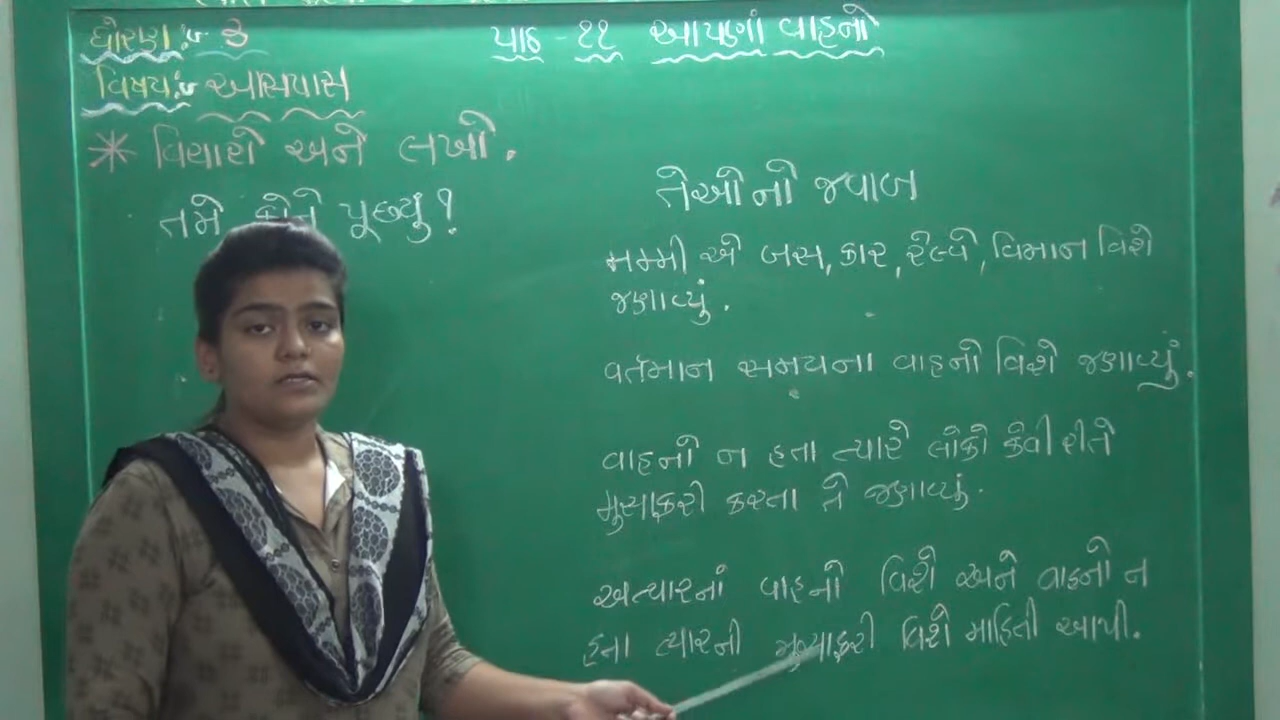 ધોરણ :- 3
પાઠ - ૧૧ આપણાં વાહનો
વિષય :- આસપાસ
* વિચારો અને લખો.
તમે કોને પૂછ્યું?
તેઓનો જવાબ
મમ્મી એ બસ, કાર, રેલ્વે, વિમાન વિશે
જણાવ્યું.
વર્તમાન સમયના વાહનો વિશે જણાવ્યું.
વાહનો ન હતા ત્યારે લોકો કેવી રીતે
મુસાફરી કરતા તે જણાવ્યું.
અત્યારનાં વાહનો વિશે અને વાહનો ન
હતા ત્યારની મુસાફરી વિશે માહિતી આપી.